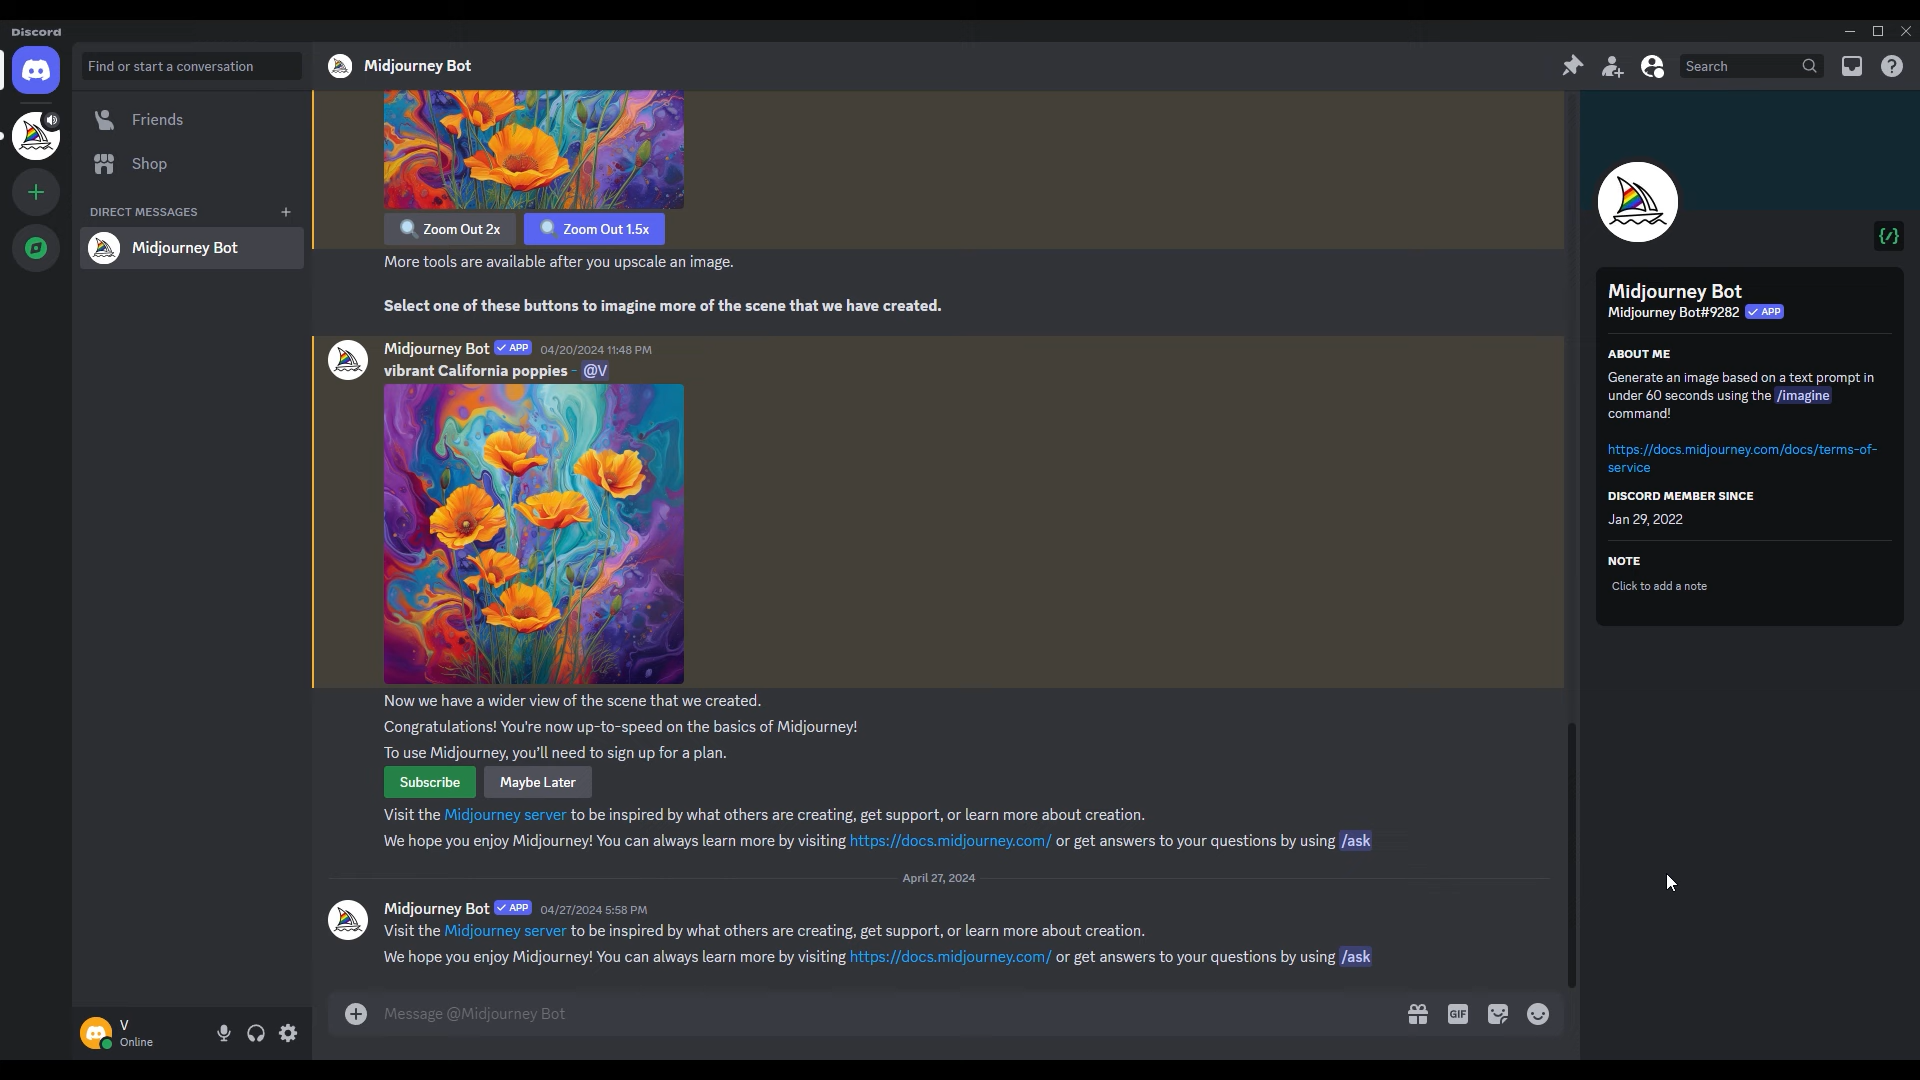 Discord
Find or start a conversation
Midjourney Bot
Search
Friends
Shop
DIRECT MESSAGES
Midjourney Bot
V
Online
Zoom Out 2x
Zoom Out 1.5x
More tools are available after you upscale an image.
Select one of these buttons to imagine more of the scene that we have created.
Midjourney Bot APP 04/20/2024 11:48 PM
vibrant California poppies - @V
Now we have a wider view of the scene that we created.
Congratulations! You're now up-to-speed on the basics of Midjourney!
To use Midjourney, you'll need to sign up for a plan.
Subscribe
Maybe Later
Visit the Midjourney server to be inspired by what others are creating, get support, or learn more about creation.
We hope you enjoy Midjourney! You can always learn more by visiting https://docs.midjourney.com/ or get answers to your questions by using /ask
April 27, 2024
Midjourney Bot APP 04/27/2024 5:58 PM
Visit the Midjourney server to be inspired by what others are creating, get support, or learn more about creation.
We hope you enjoy Midjourney! You can always learn more by visiting https://docs.midjourney.com/ or get answers to your questions by using /ask
Message @Midjourney Bot
GIF
Midjourney Bot
Midjourney Bot#9282 APP
ABOUT ME
Generate an image based on a text prompt in
under 60 seconds using the /imagine
command!
https://docs.midjourney.com/docs/terms-of-
service
DISCORD MEMBER SINCE
Jan 29, 2022
NOTE
Click to add a note